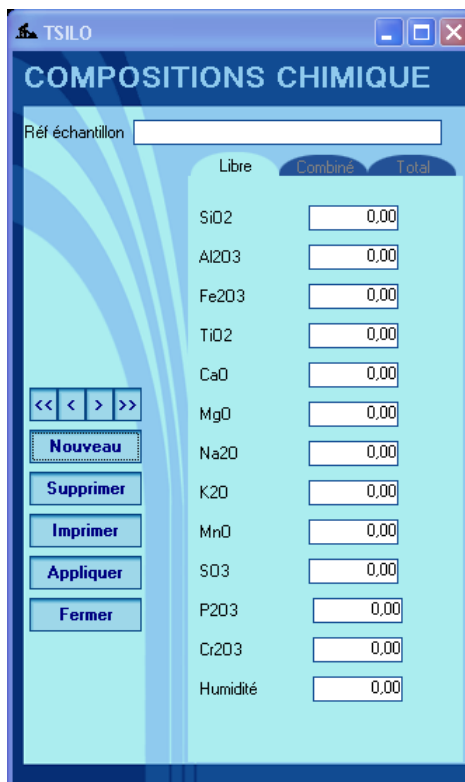 TSILO
COMPOSITIONS CHIMIQUE
Réf échantillon
Libre Combiné Total
SiO2 0,00
Al2O3 0,00
Fe2O3 0,00
TiO2 0,00
CaO 0,00
<< < > >>
MgO 0,00
Nouveau
Na2O 0,00
Supprimer
K2O 0,00
Imprimer
MnO 0,00
Appliquer
SO3 0,00
Fermer
P2O3 0,00
Cr2O3 0,00
Humidité 0,00